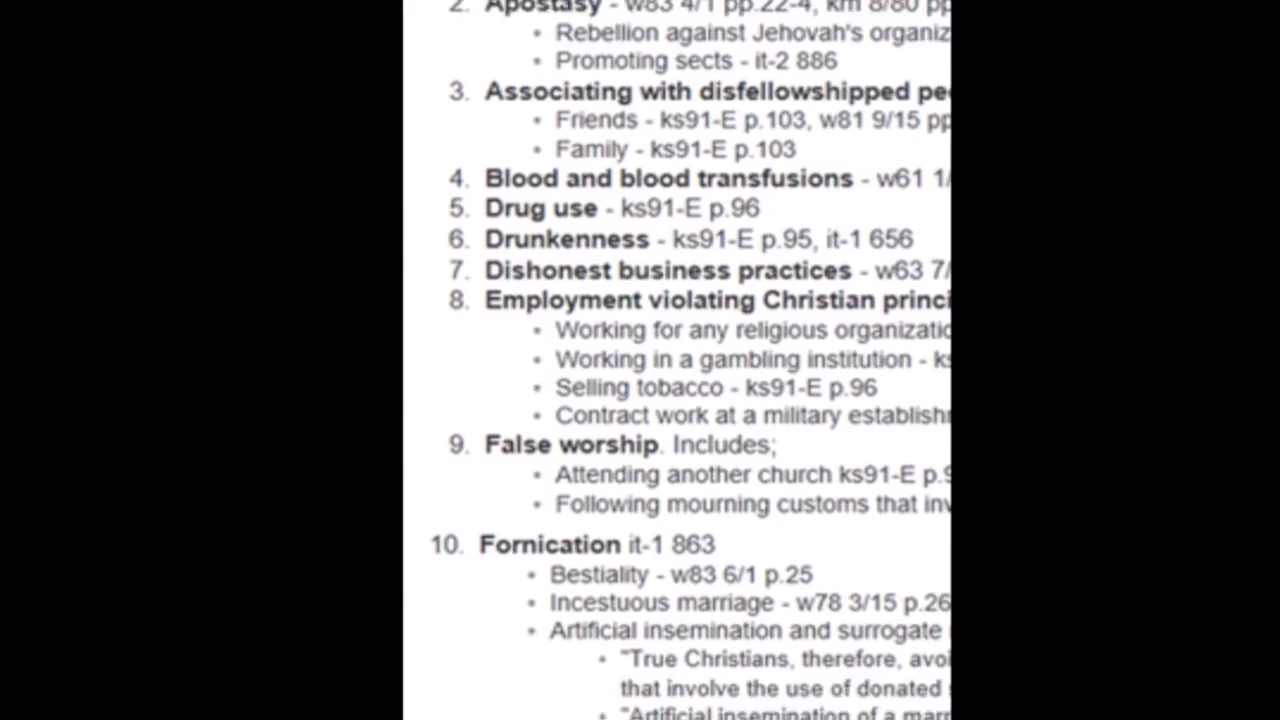 2. Apostasy - w83 4/1 pp.22-4, km 8/80 pp
• Rebellion against Jehovah's organiz
• Promoting sects - it-2 886
3. Associating with disfellowshipped pe
• Friends - ks91-E p.103, w81 9/15 pp
• Family - ks91-E p.103
4. Blood and blood transfusions - w61 1/
5. Drug use - ks91-E p.96
6. Drunkenness - ks91-E p.95, it-1 656
7. Dishonest business practices - w63 7/
8. Employment violating Christian princi
• Working for any religious organizatio
• Working in a gambling institution - ks
• Selling tobacco - ks91-E p.96
• Contract work at a military establish
9. False worship. Includes;
• Attending another church ks91-E p.9
• Following mourning customs that inv
10. Fornication it-1 863
• Bestiality - w83 6/1 p.25
• Incestuous marriage - w78 3/15 p.26
• Artificial insemination and surrogate
• "True Christians, therefore, avoi
that involve the use of donated
• "Artificial insemination of a marr